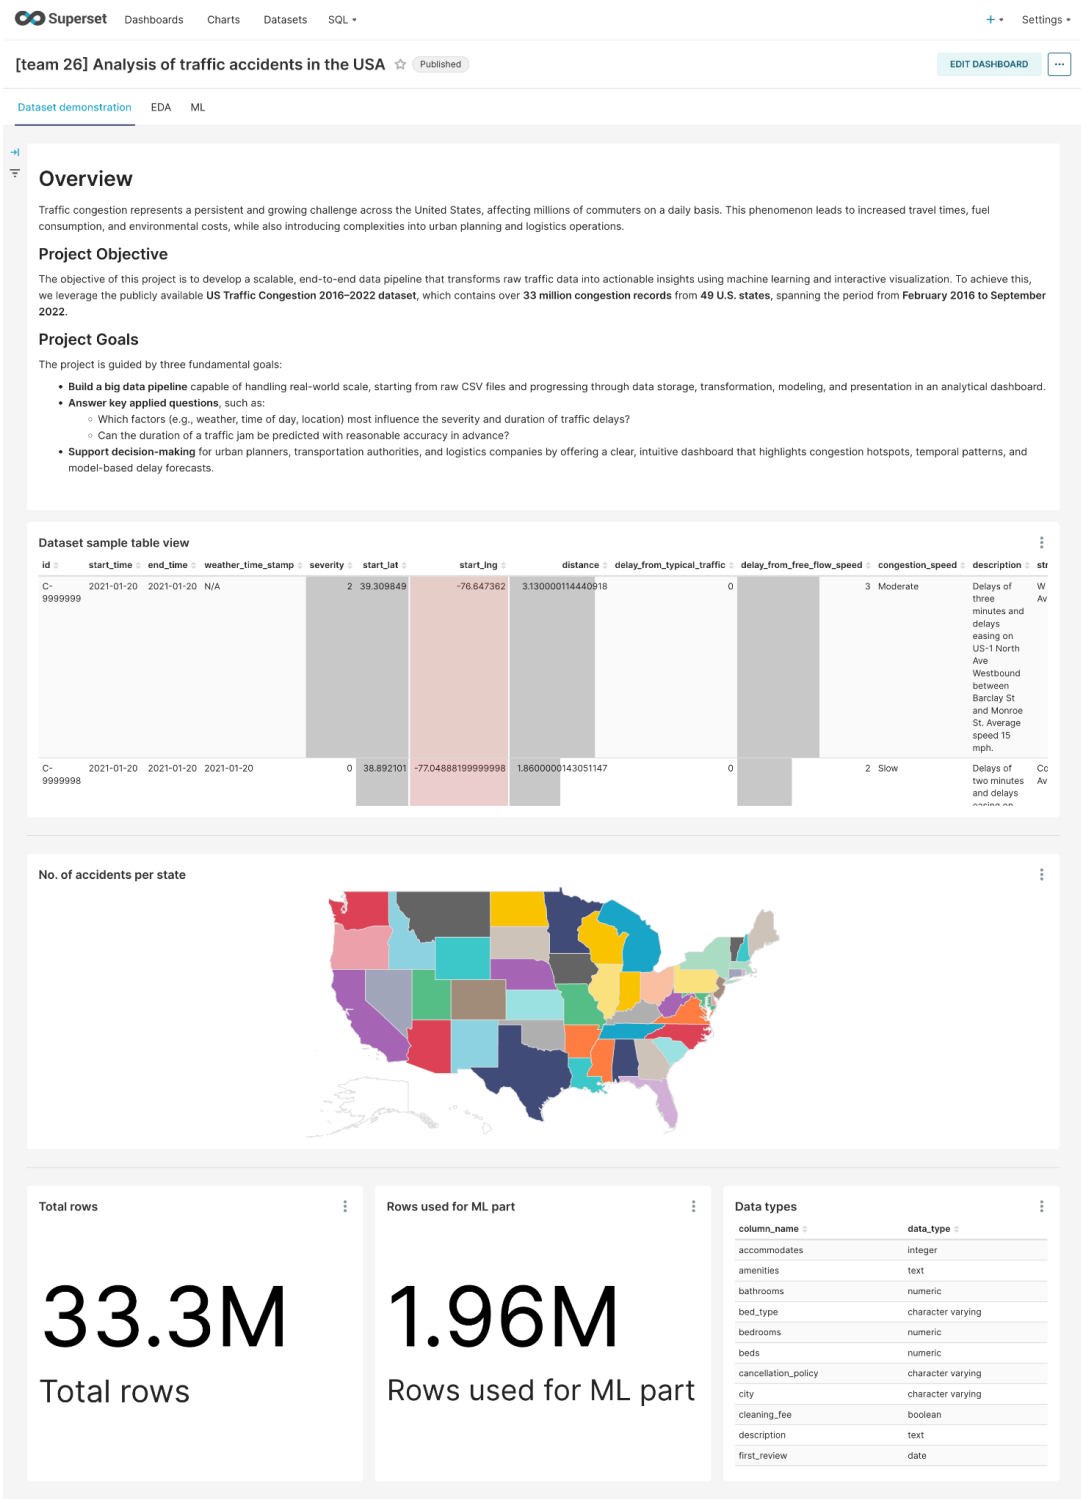 Superset Dashboards Charts Datasets SQL + Settings
[team 26] Analysis of traffic accidents in the USA Published EDIT DASHBOARD ...
Dataset demonstration EDA ML
Overview
Traffic congestion represents a persistent and growing challenge across the United States, affecting millions of commuters on a daily basis. This phenomenon leads to increased travel times, fuel
consumption, and environmental costs, while also introducing complexities into urban planning and logistics operations.
Project Objective
The objective of this project is to develop a scalable, end-to-end data pipeline that transforms raw traffic data into actionable insights using machine learning and interactive visualization. To achieve this,
we leverage the publicly available US Traffic Congestion 2016–2022 dataset, which contains over 33 million congestion records from 49 U.S. states, spanning the period from February 2016 to September
2022.
Project Goals
The project is guided by three fundamental goals:
• Build a big data pipeline capable of handling real-world scale, starting from raw CSV files and progressing through data storage, transformation, modeling, and presentation in an analytical dashboard.
• Answer key applied questions, such as:
◦ Which factors (e.g., weather, time of day, location) most influence the severity and duration of traffic delays?
◦ Can the duration of a traffic jam be predicted with reasonable accuracy in advance?
• Support decision-making for urban planners, transportation authorities, and logistics companies by offering a clear, intuitive dashboard that highlights congestion hotspots, temporal patterns, and
model-based delay forecasts.
Dataset sample table view
id start_time end_time weather_time_stamp severity start_lat start_lng distance delay_from_typical_traffic delay_from_free_flow_speed congestion_speed description str
C- 2021-01-20 2021-01-20 N/A 2 39.309849 -76.647362 3.130000114440918 0 3 Moderate Delays of W
9999999 three Av
minutes and
delays
easing on
US-1 North
Ave
Westbound
between
Barclay St
and Monroe
St. Average
speed 15
mph.
C- 2021-01-20 2021-01-20 2021-01-20 0 38.892101 -77.04888199999998 1.8600000143051147 0 2 Slow Delays of Co
9999998 two minutes Av
and delays
easing on
No. of accidents per state
Total rows
33.3M
Total rows
Rows used for ML part
1.96M
Rows used for ML part
Data types
column_name data_type
accommodates integer
amenities text
bathrooms numeric
bed_type character varying
bedrooms numeric
beds numeric
cancellation_policy character varying
city character varying
cleaning_fee boolean
description text
first_review date